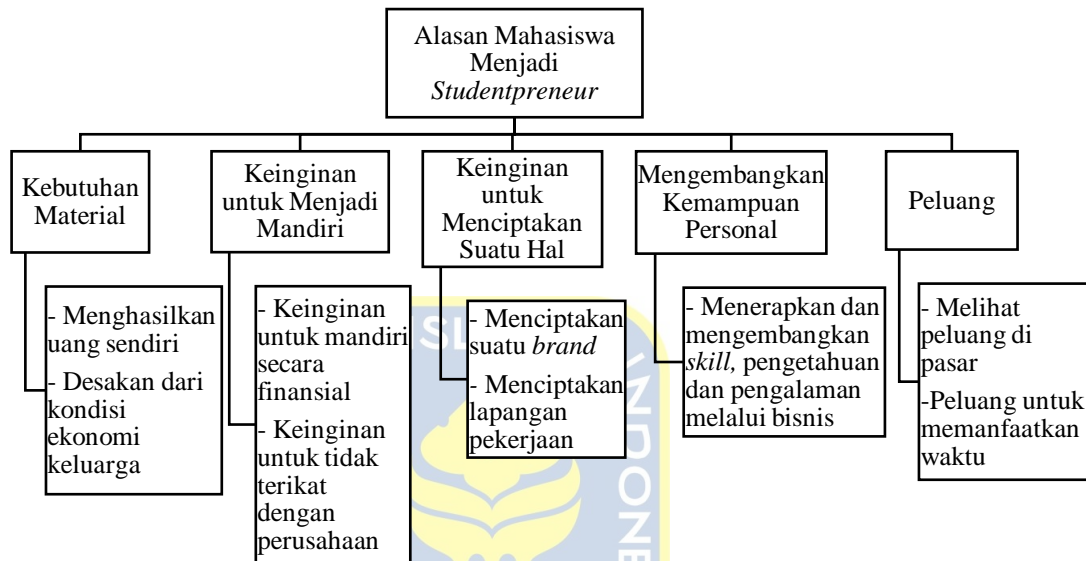 Alasan Mahasiswa
Menjadi
Studentpreneur
Kebutuhan
Material
Keinginan
untuk Menjadi
Mandiri
Keinginan
untuk
Menciptakan
Suatu Hal
Mengembangkan
Kemampuan
Personal
Peluang
- Menghasilkan
uang sendiri
- Desakan dari
kondisi
ekonomi
keluarga
- Keinginan
untuk mandiri
secara
finansial
- Keinginan
untuk tidak
terikat
dengan
perusahaan
- Menciptakan
suatu brand
- Menciptakan
lapangan
pekerjaan
- Menerapkan dan
mengembangkan
skill, pengetahuan
dan pengalaman
melalui bisnis
- Melihat
peluang di
pasar
-Peluang untuk
memanfaatkan
waktu